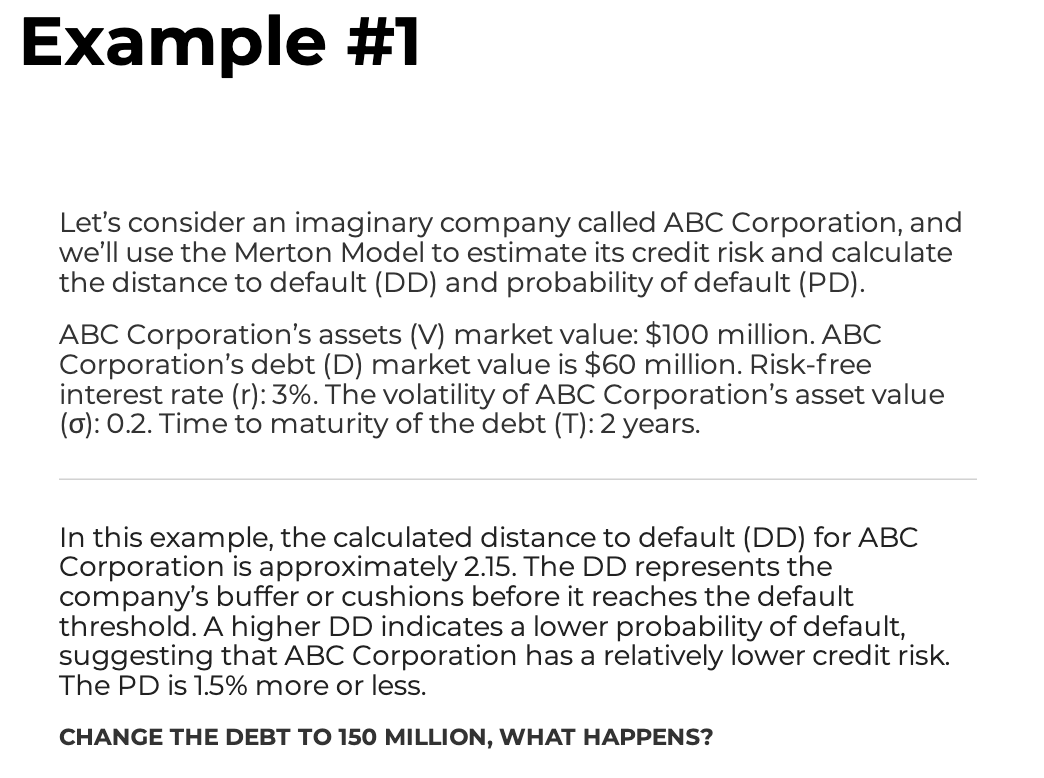 Example #1
Let’s consider an imaginary company called ABC Corporation, and
we’ll use the Merton Model to estimate its credit risk and calculate
the distance to default (DD) and probability of default (PD).
ABC Corporation’s assets (V) market value: $100 million. ABC
Corporation’s debt (D) market value is $60 million. Risk-free
interest rate (r): 3%. The volatility of ABC Corporation’s asset value
(σ): 0.2. Time to maturity of the debt (T): 2 years.
In this example, the calculated distance to default (DD) for ABC
Corporation is approximately 2.15. The DD represents the
company’s buffer or cushions before it reaches the default
threshold. A higher DD indicates a lower probability of default,
suggesting that ABC Corporation has a relatively lower credit risk.
The PD is 1.5% more or less.
CHANGE THE DEBT TO 150 MILLION, WHAT HAPPENS?